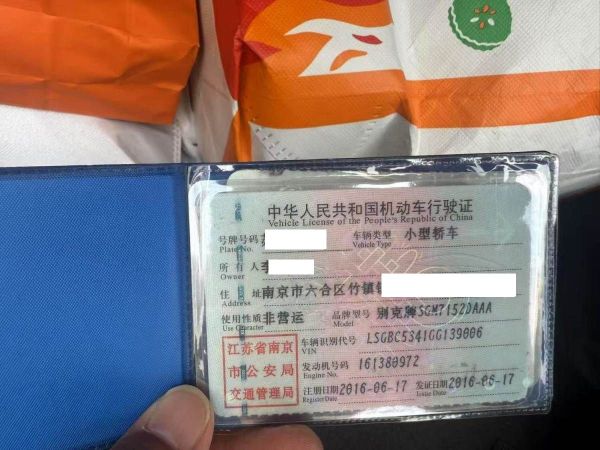 中华人民共和国机动车行驶证
Vehicle License of the People's Republic of China
号牌号码 车辆类型 小型轿车
Plate No. Vehicle Type
所有人 李
Owner
住址 南京市六合区竹镇镇
Address
使用性质 非营运 品牌型号 别克牌SGM7152DAAA
Use Character Model
江苏省南京市公安局交通管理局
车辆识别代号 LSGBC5341GG139006
VIN
发动机号码 161380972
Engine No.
注册日期 2016-06-17 发证日期 2016-06-17
Register Date Issue Date